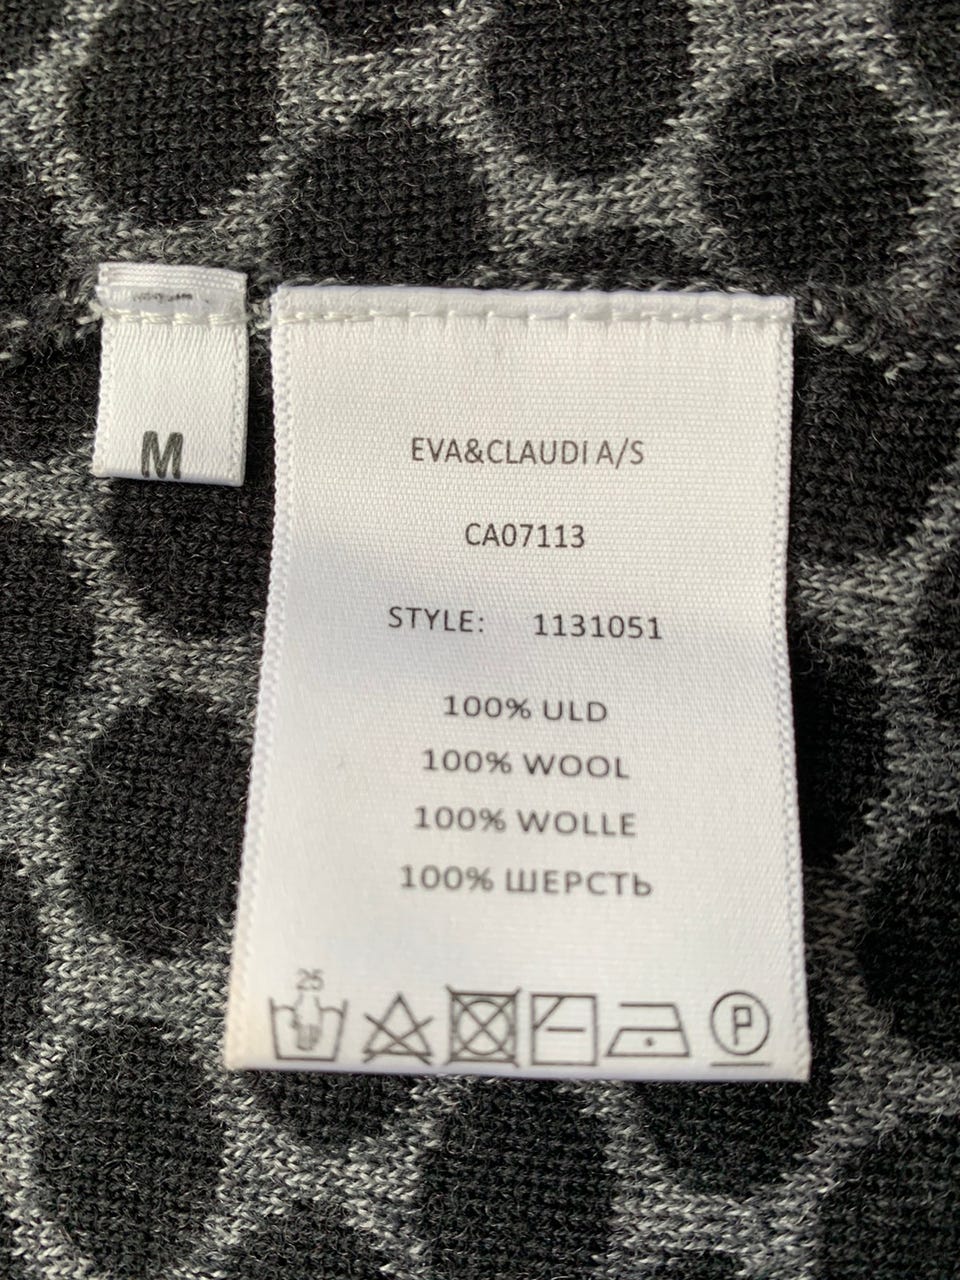 M
EVA&CLAUDI A/S
CA07113
STYLE: 1131051
100% ULD
100% WOOL
100% WOLLE
100% ШЕРСТЬ
25
P